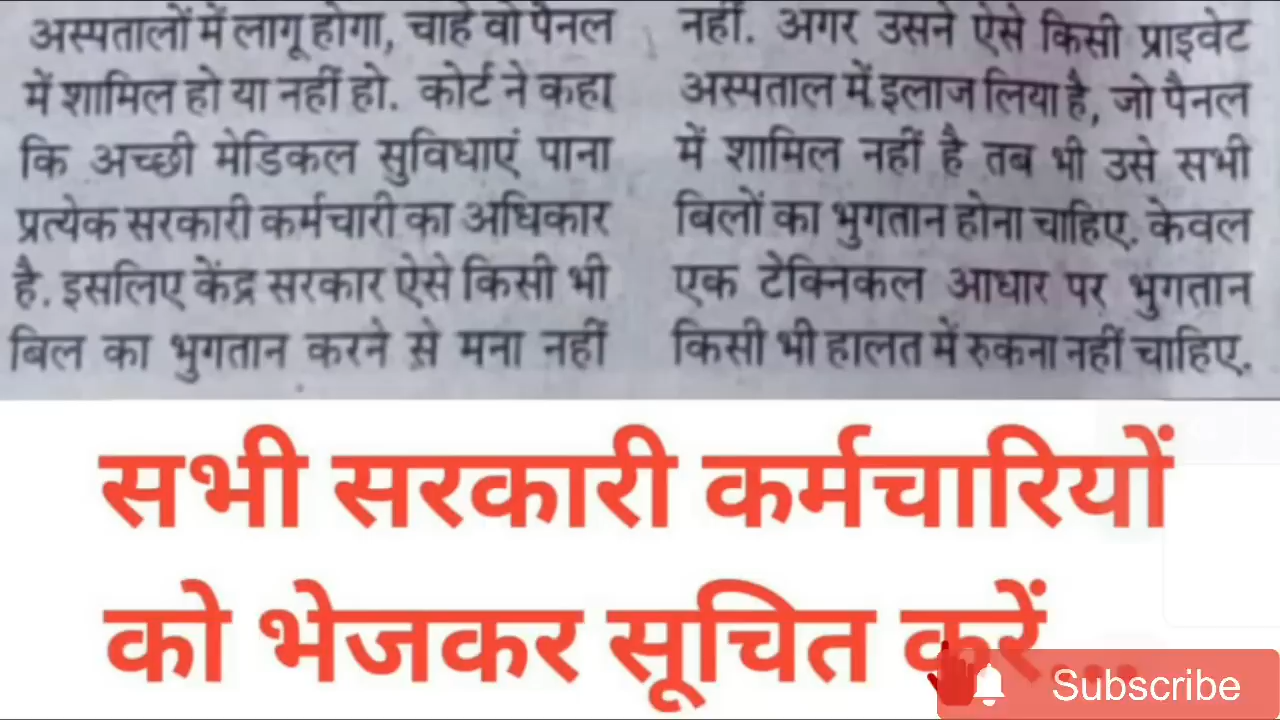 अस्पतालों में लागू होगा, चाहे वो पैनल
में शामिल हो या नहीं हो. कोर्ट ने कहा
कि अच्छी मेडिकल सुविधाएं पाना
प्रत्येक सरकारी कर्मचारी का अधिकार
है. इसलिए केंद्र सरकार ऐसे किसी भी
बिल का भुगतान करने से मना नहीं
नहीं. अगर उसने ऐसे किसी प्राइवेट
अस्पताल में इलाज लिया है, जो पैनल
में शामिल नहीं है तब भी उसे सभी
बिलों का भुगतान होना चाहिए. केवल
एक टेक्निकल आधार पर भुगतान
किसी भी हालत में रुकना नहीं चाहिए.
सभी सरकारी कर्मचारियों
को भेजकर सूचित करें...
Subscribe